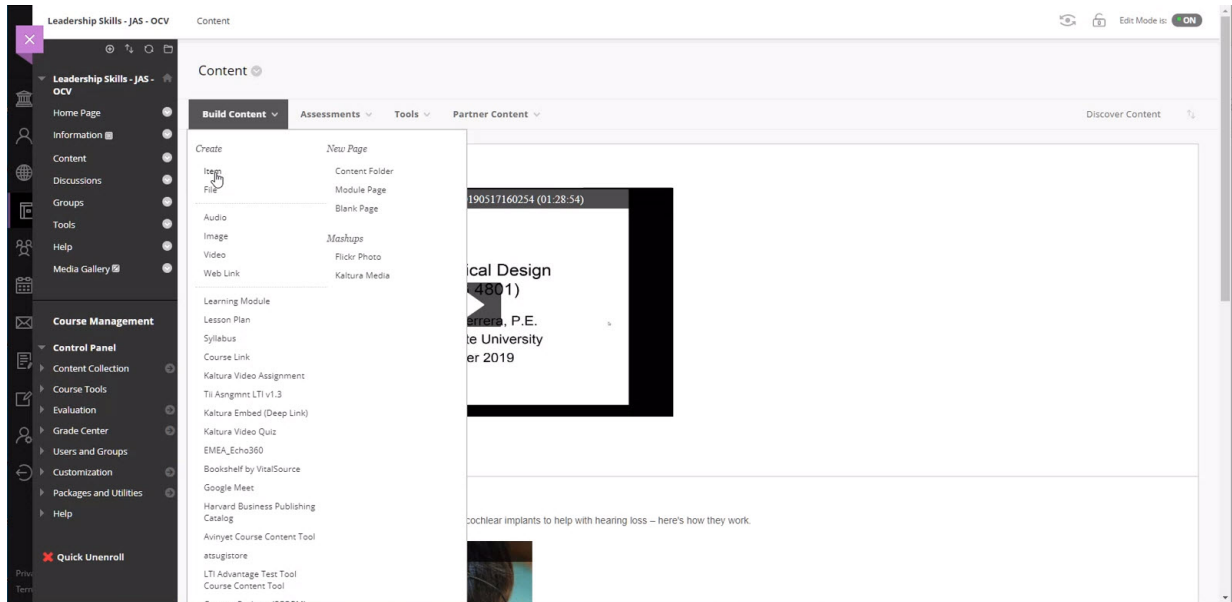 Leadership Skills - JAS - OCV
Content
Edit Mode is:
ON
Leadership Skills - JAS -
OCV
Home Page
Information
Content
Discussions
Groups
Tools
Help
Media Gallery
Course Management
Control Panel
Content Collection
Course Tools
Evaluation
Grade Center
Users and Groups
Customization
Packages and Utilities
Help
Quick Unenroll
Content
Build Content
Assessments
Tools
Partner Content
Discover Content
Create
Item
File
Audio
Image
Video
Web Link
Learning Module
Lesson Plan
Syllabus
Course Link
Kaltura Video Assignment
Tii Asngmnt LTI v1.3
Kaltura Embed (Deep Link)
Kaltura Video Quiz
EMEA_Echo360
Bookshelf by VitalSource
Google Meet
Harvard Business Publishing
Catalog
Avinyet Course Content Tool
atsugistore
LTI Advantage Test Tool
Course Content Tool
New Page
Content Folder
Module Page
Blank Page
Mashups
Flickr Photo
Kaltura Media
190517160254 (01:28:54)
ical Design
4801)
P.E.
te University
er 2019
cochlear implants to help with hearing loss – here's how they work.